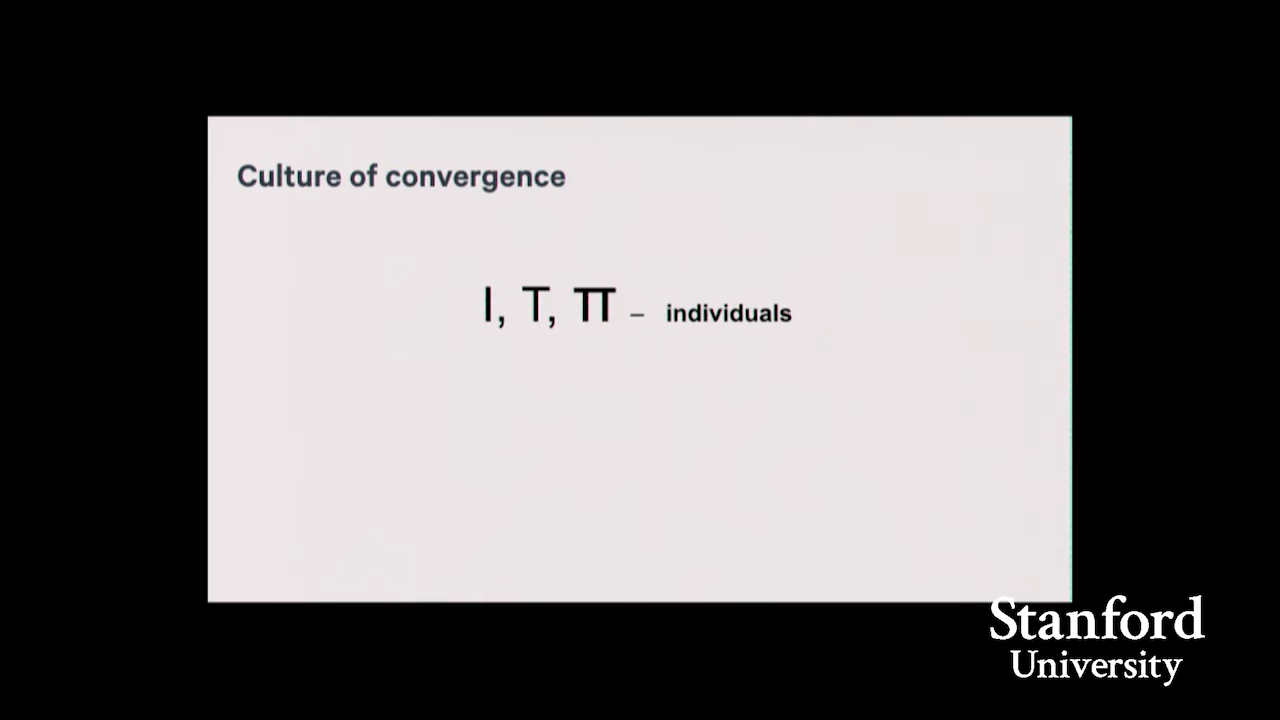 Culture of convergence
I, T, π – individuals
Stanford
University